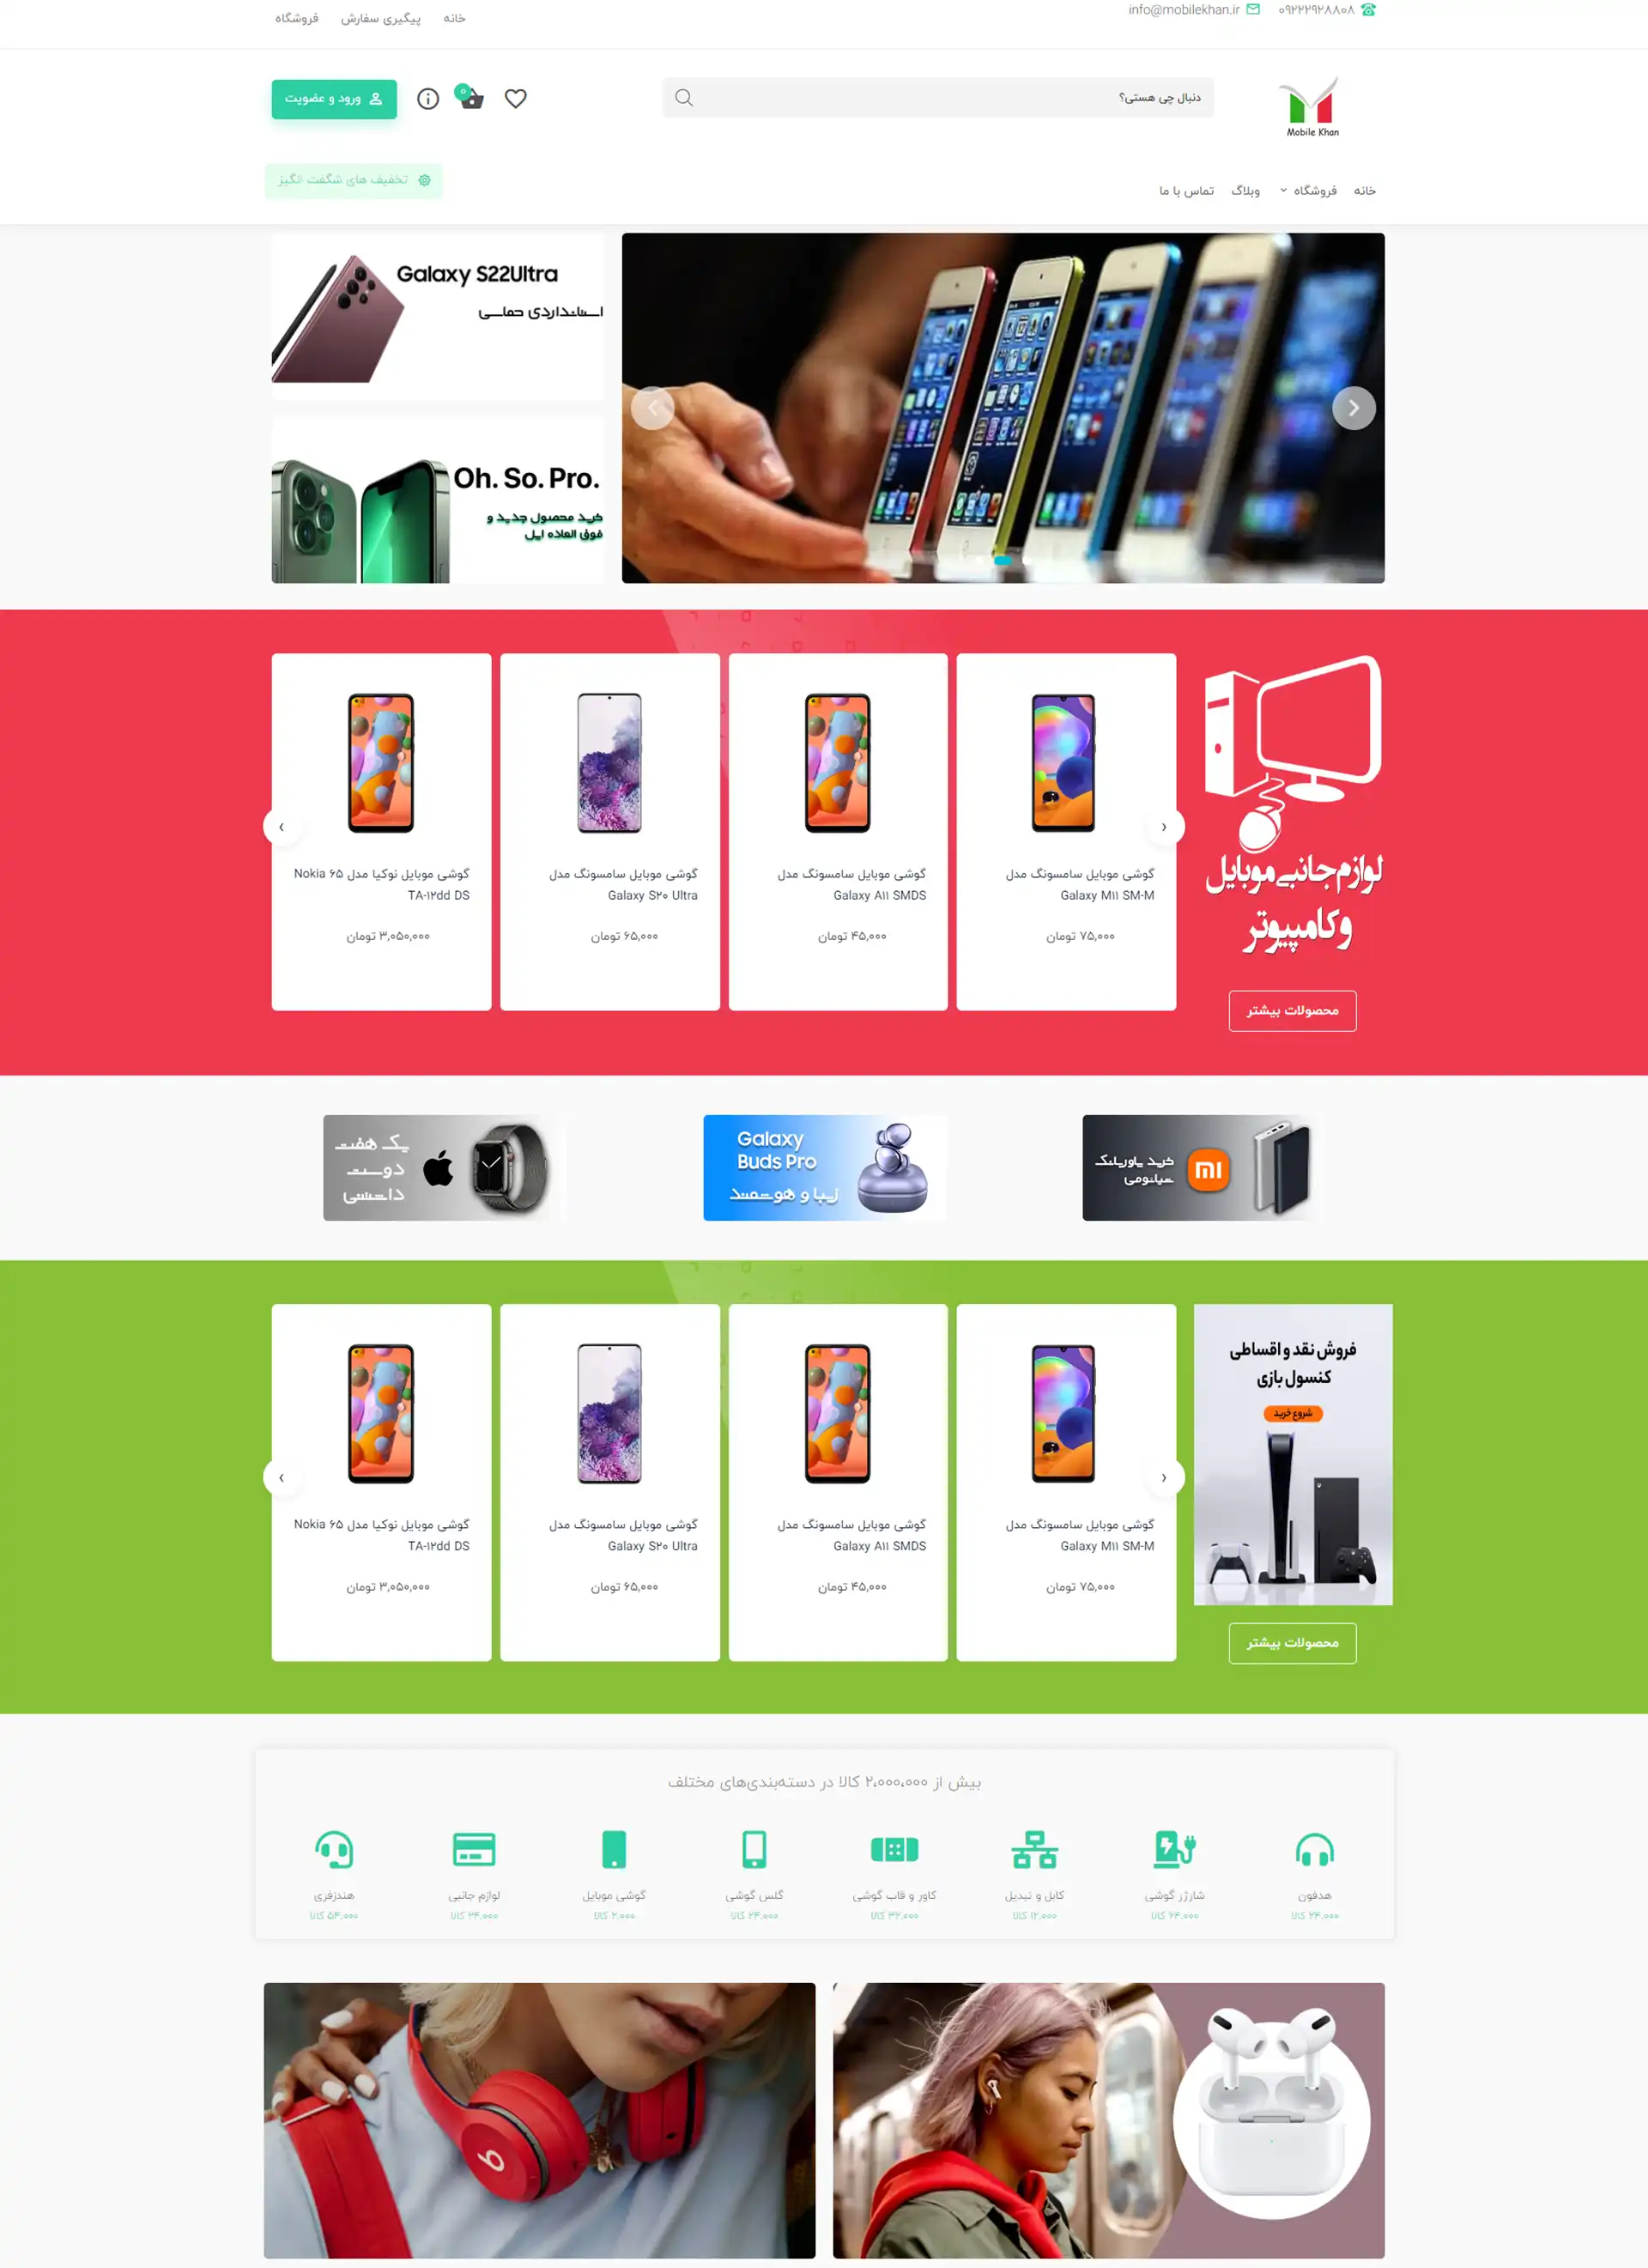 ۰۹۲۲۲۹۲۸۸۰۸
info@mobilekhan.ir
خانه
پیگیری سفارش
فروشگاه
Mobile Khan
دنبال چی هستی؟
۰
ورود و عضویت
خانه
فروشگاه
وبلاگ
تماس با ما
تخفیف های شگفت انگیز
Galaxy S22Ultra
استانداردی حماسی
Oh. So. Pro.
خرید محصول جدید و
فوق العاده اپل
لوازم جانبی موبایل
و کامپیوتر
محصولات بیشتر
گوشی موبایل سامسونگ مدل
Galaxy M۱۱ SM-M
۷۵,۰۰۰ تومان
گوشی موبایل سامسونگ مدل
Galaxy A۱۱ SMDS
۴۵,۰۰۰ تومان
گوشی موبایل سامسونگ مدل
Galaxy S۲۰ Ultra
۶۵,۰۰۰ تومان
گوشی موبایل نوکیا مدل Nokia ۶۵
TA-۱۲dd DS
۳,۰۵۰,۰۰۰ تومان
خرید پاوربانک
شیائومی
mi
Galaxy
Buds Pro
زیبا و هوشمند
یک هفت
دوست
داشتنی
فروش نقد و اقساطی
کنسول بازی
شروع خرید
محصولات بیشتر
گوشی موبایل سامسونگ مدل
Galaxy M۱۱ SM-M
۷۵,۰۰۰ تومان
گوشی موبایل سامسونگ مدل
Galaxy A۱۱ SMDS
۴۵,۰۰۰ تومان
گوشی موبایل سامسونگ مدل
Galaxy S۲۰ Ultra
۶۵,۰۰۰ تومان
گوشی موبایل نوکیا مدل Nokia ۶۵
TA-۱۲dd DS
۳,۰۵۰,۰۰۰ تومان
بیش از ۲,۰۰۰,۰۰۰ کالا در دسته‌بندی‌های مختلف
هدفون
۲۴,۰۰۰ کالا
شارژر گوشی
۶۴,۰۰۰ کالا
کابل و تبدیل
۱۲,۰۰۰ کالا
کاور و قاب گوشی
۳۲,۰۰۰ کالا
گلس گوشی
۲۴,۰۰۰ کالا
گوشی موبایل
۲,۰۰۰ کالا
لوازم جانبی
۲۴,۰۰۰ کالا
هندزفری
۵۴,۰۰۰ کالا